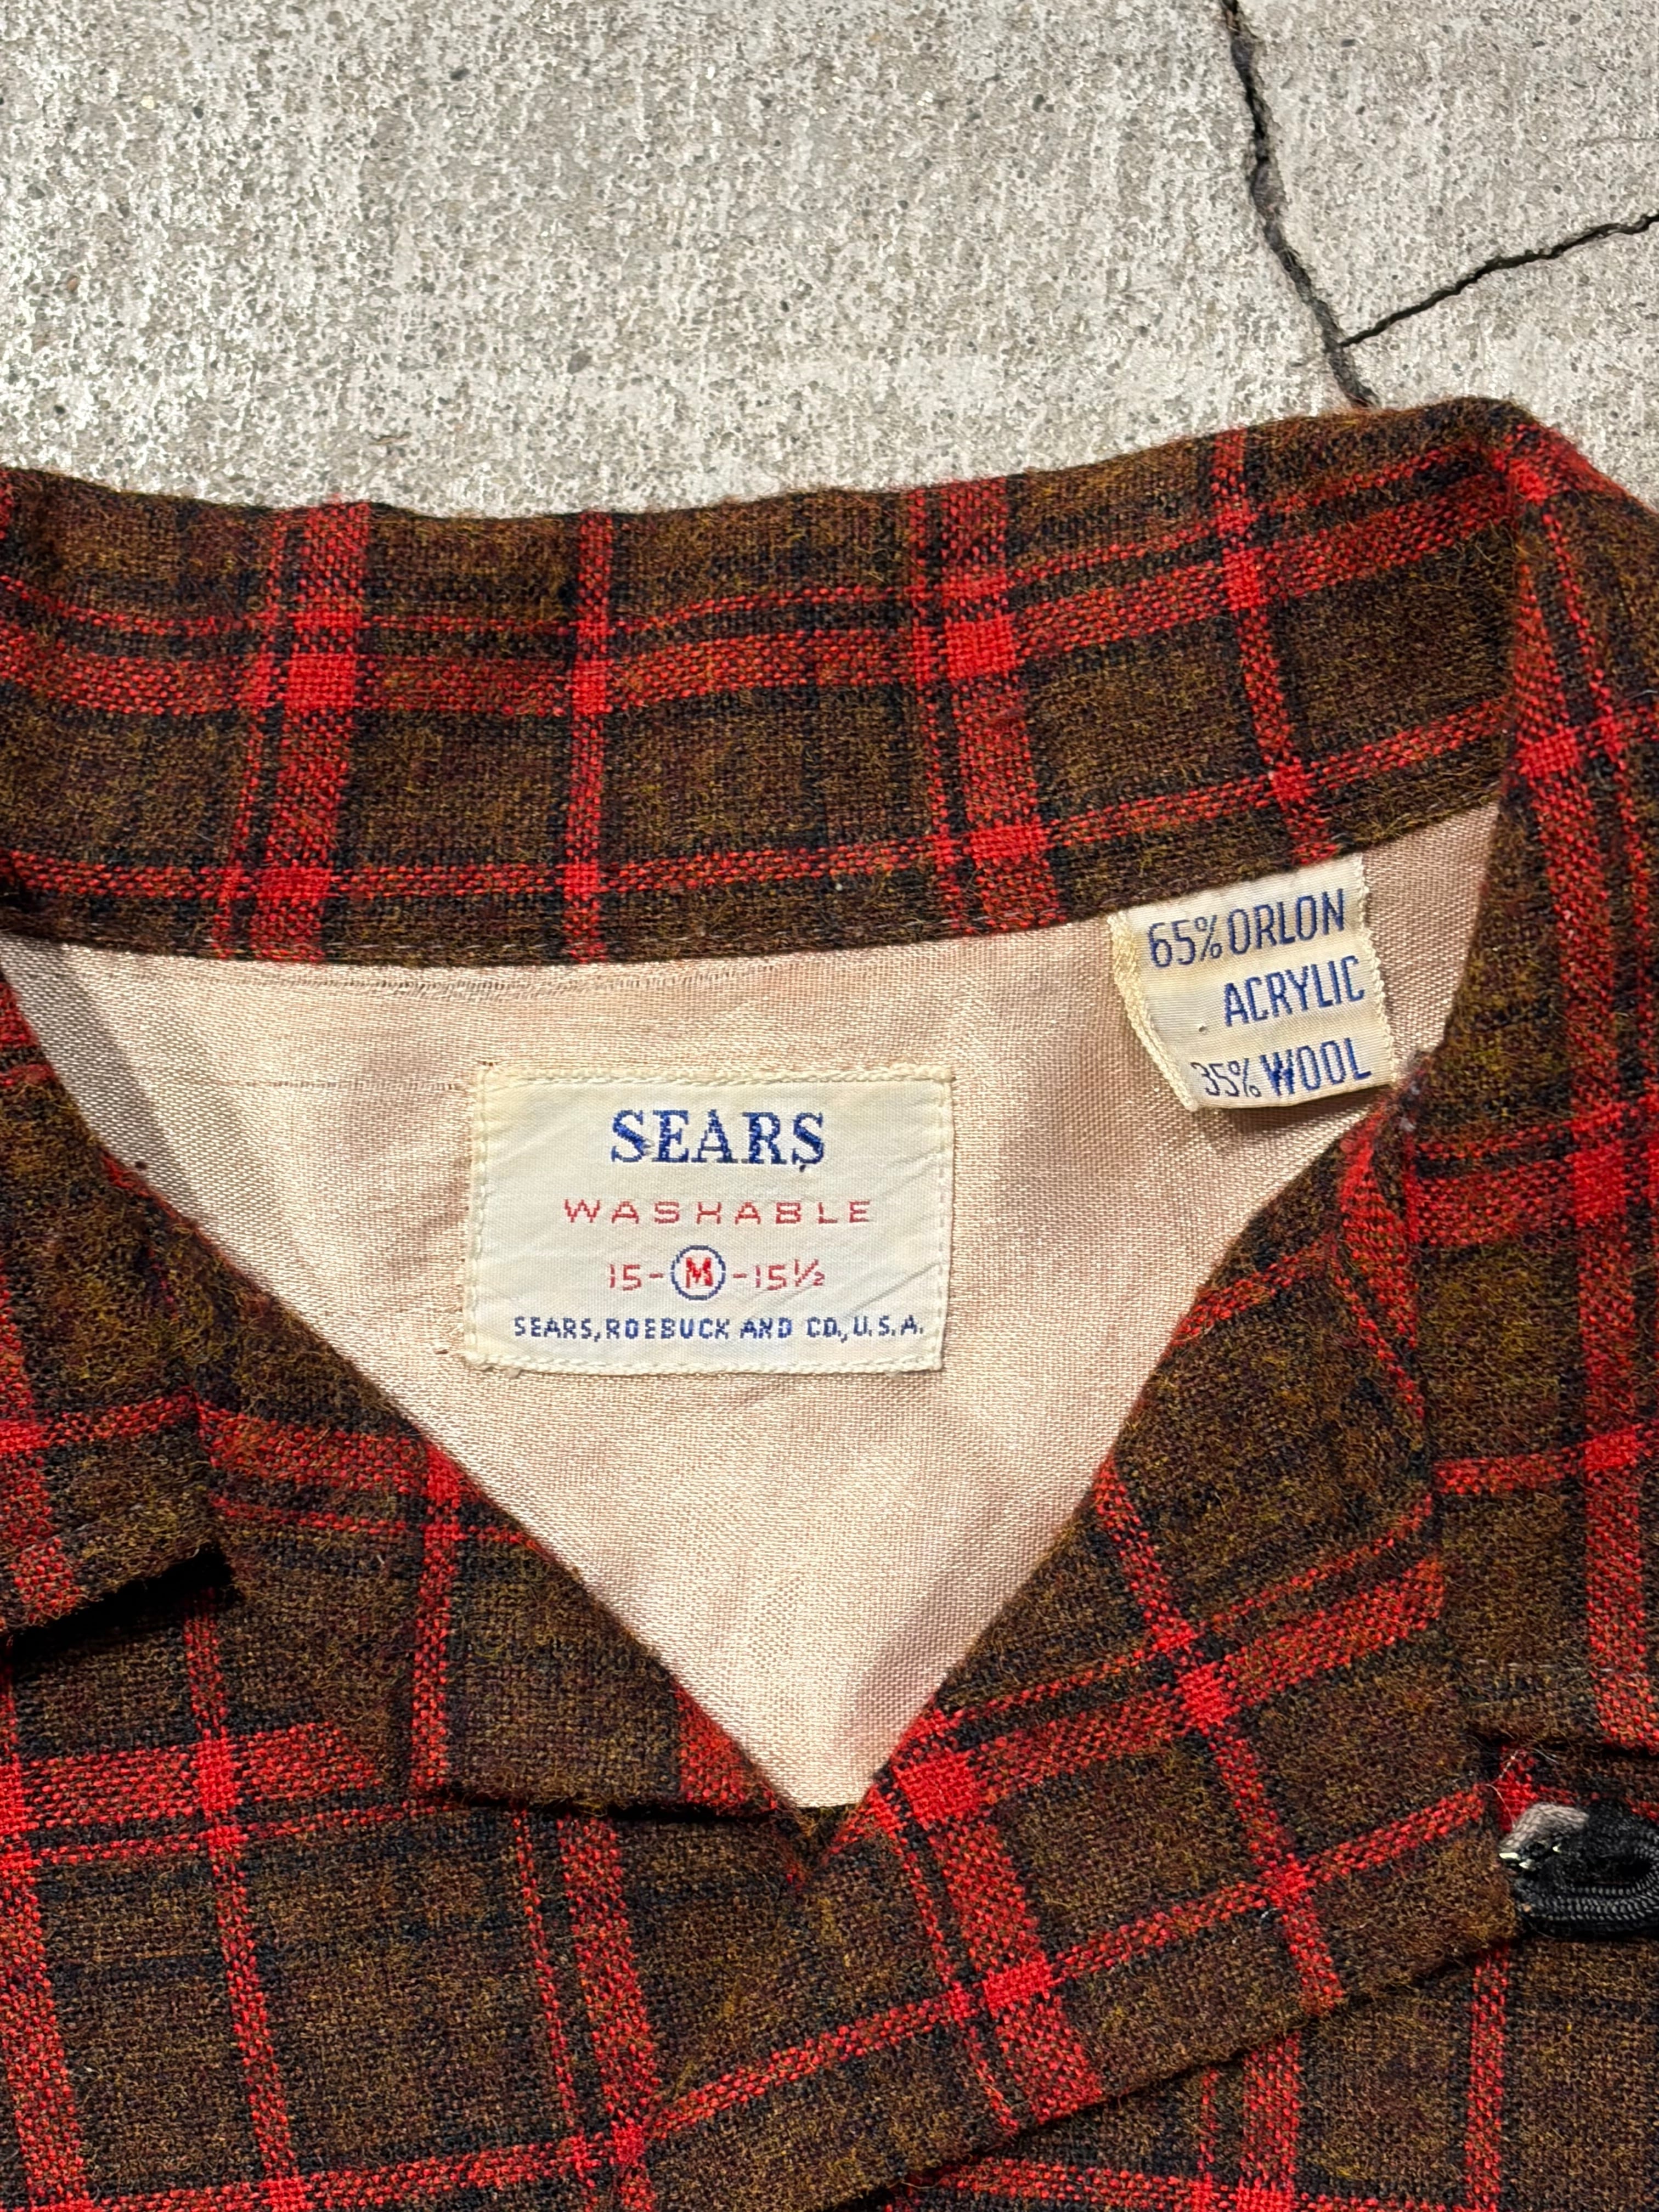 65% ORLON
ACRYLIC
35% WOOL
SEARS
WASHABLE
15-M-15½
SEARS, ROEBUCK AND CO., U.S.A.